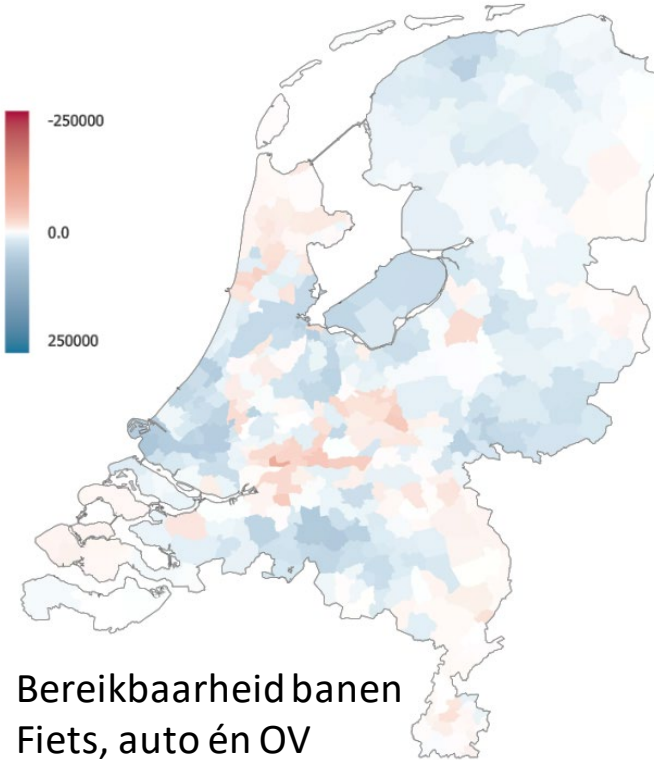 -250000
0.0
250000
Bereikbaarheid banen
Fiets, auto én OV